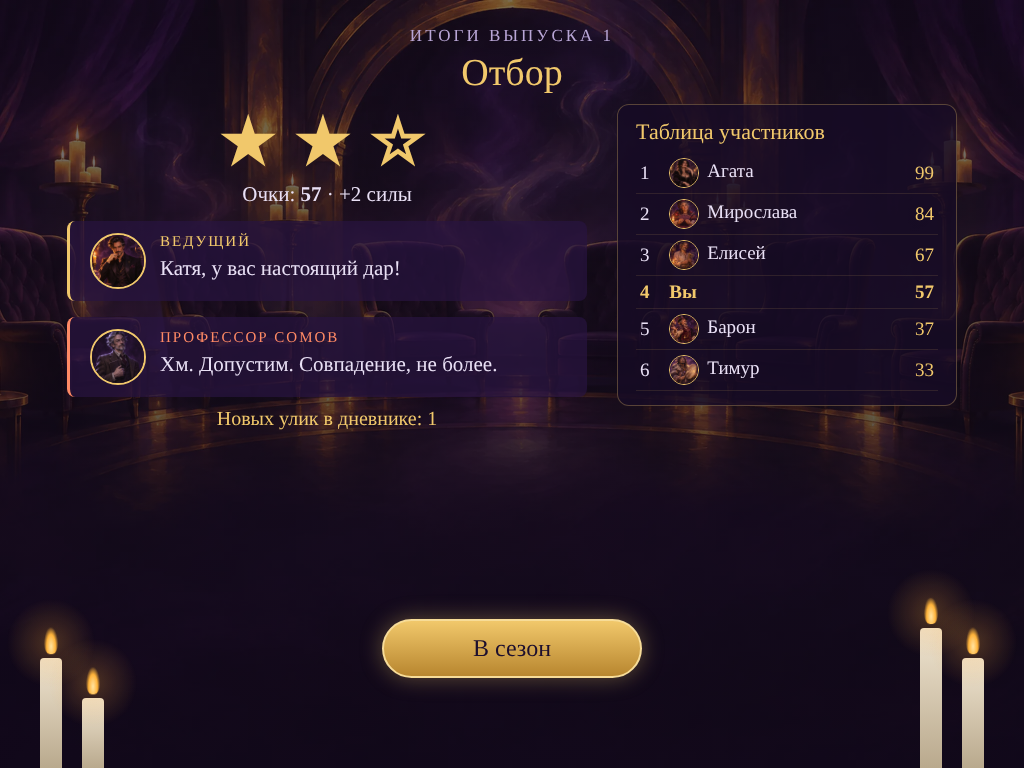 ИТОГИ ВЫПУСКА 1
Отбор
Очки: 57 · +2 силы
ВЕДУЩИЙ
Катя, у вас настоящий дар!
ПРОФЕССОР СОМОВ
Хм. Допустим. Совпадение, не более.
Новых улик в дневнике: 1
Таблица участников
1 Агата 99
2 Мирослава 84
3 Елисей 67
4 Вы 57
5 Барон 37
6 Тимур 33
В сезон